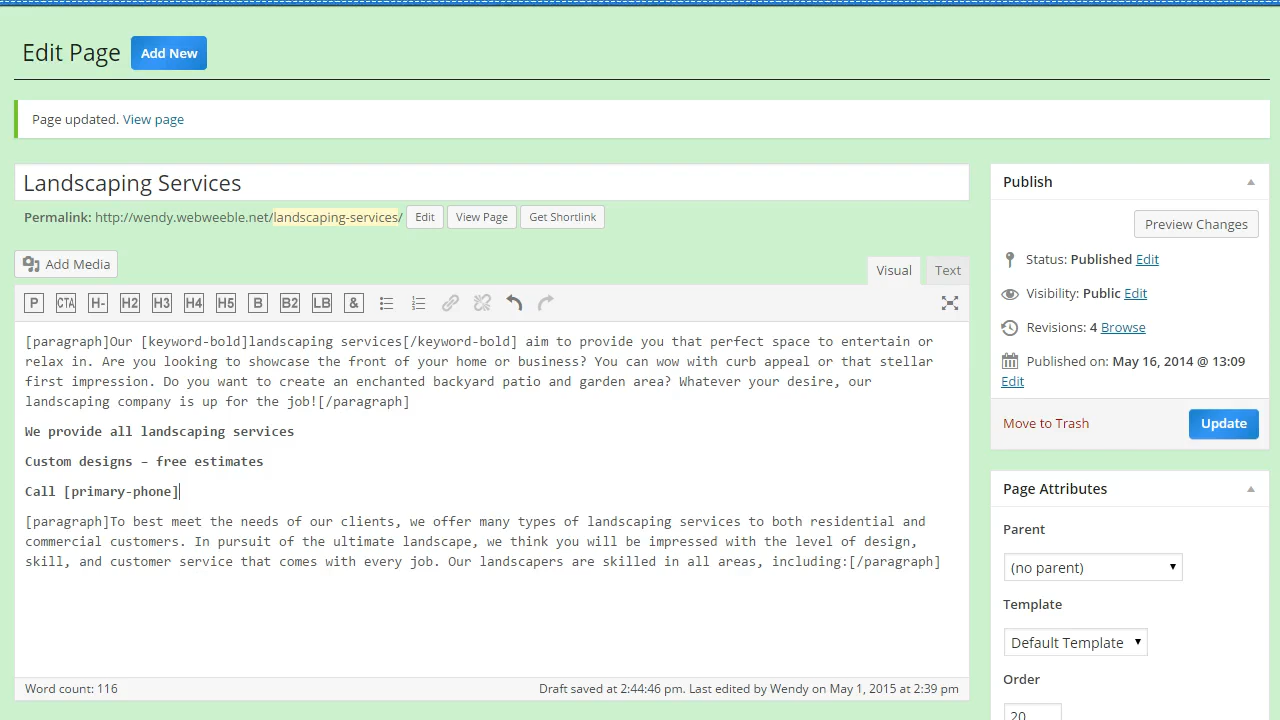 Edit Page Add New
Page updated. View page
Landscaping Services
Permalink: http://wendy.webweeble.net/landscaping-services/ Edit View Page Get Shortlink
Add Media
Visual Text
P CTA H- H2 H3 H4 H5 B B2 LB &
[paragraph]Our [keyword-bold]landscaping services[/keyword-bold] aim to provide you that perfect space to entertain or
relax in. Are you looking to showcase the front of your home or business? You can wow with curb appeal or that stellar
first impression. Do you want to create an enchanted backyard patio and garden area? Whatever your desire, our
landscaping company is up for the job![/paragraph]
We provide all landscaping services
Custom designs – free estimates
Call [primary-phone]
[paragraph]To best meet the needs of our clients, we offer many types of landscaping services to both residential and
commercial customers. In pursuit of the ultimate landscape, we think you will be impressed with the level of design,
skill, and customer service that comes with every job. Our landscapers are skilled in all areas, including:[/paragraph]
Word count: 116
Draft saved at 2:44:46 pm. Last edited by Wendy on May 1, 2015 at 2:39 pm
Publish
Preview Changes
Status: Published Edit
Visibility: Public Edit
Revisions: 4 Browse
Published on: May 16, 2014 @ 13:09
Edit
Move to Trash Update
Page Attributes
Parent
(no parent)
Template
Default Template
Order
20